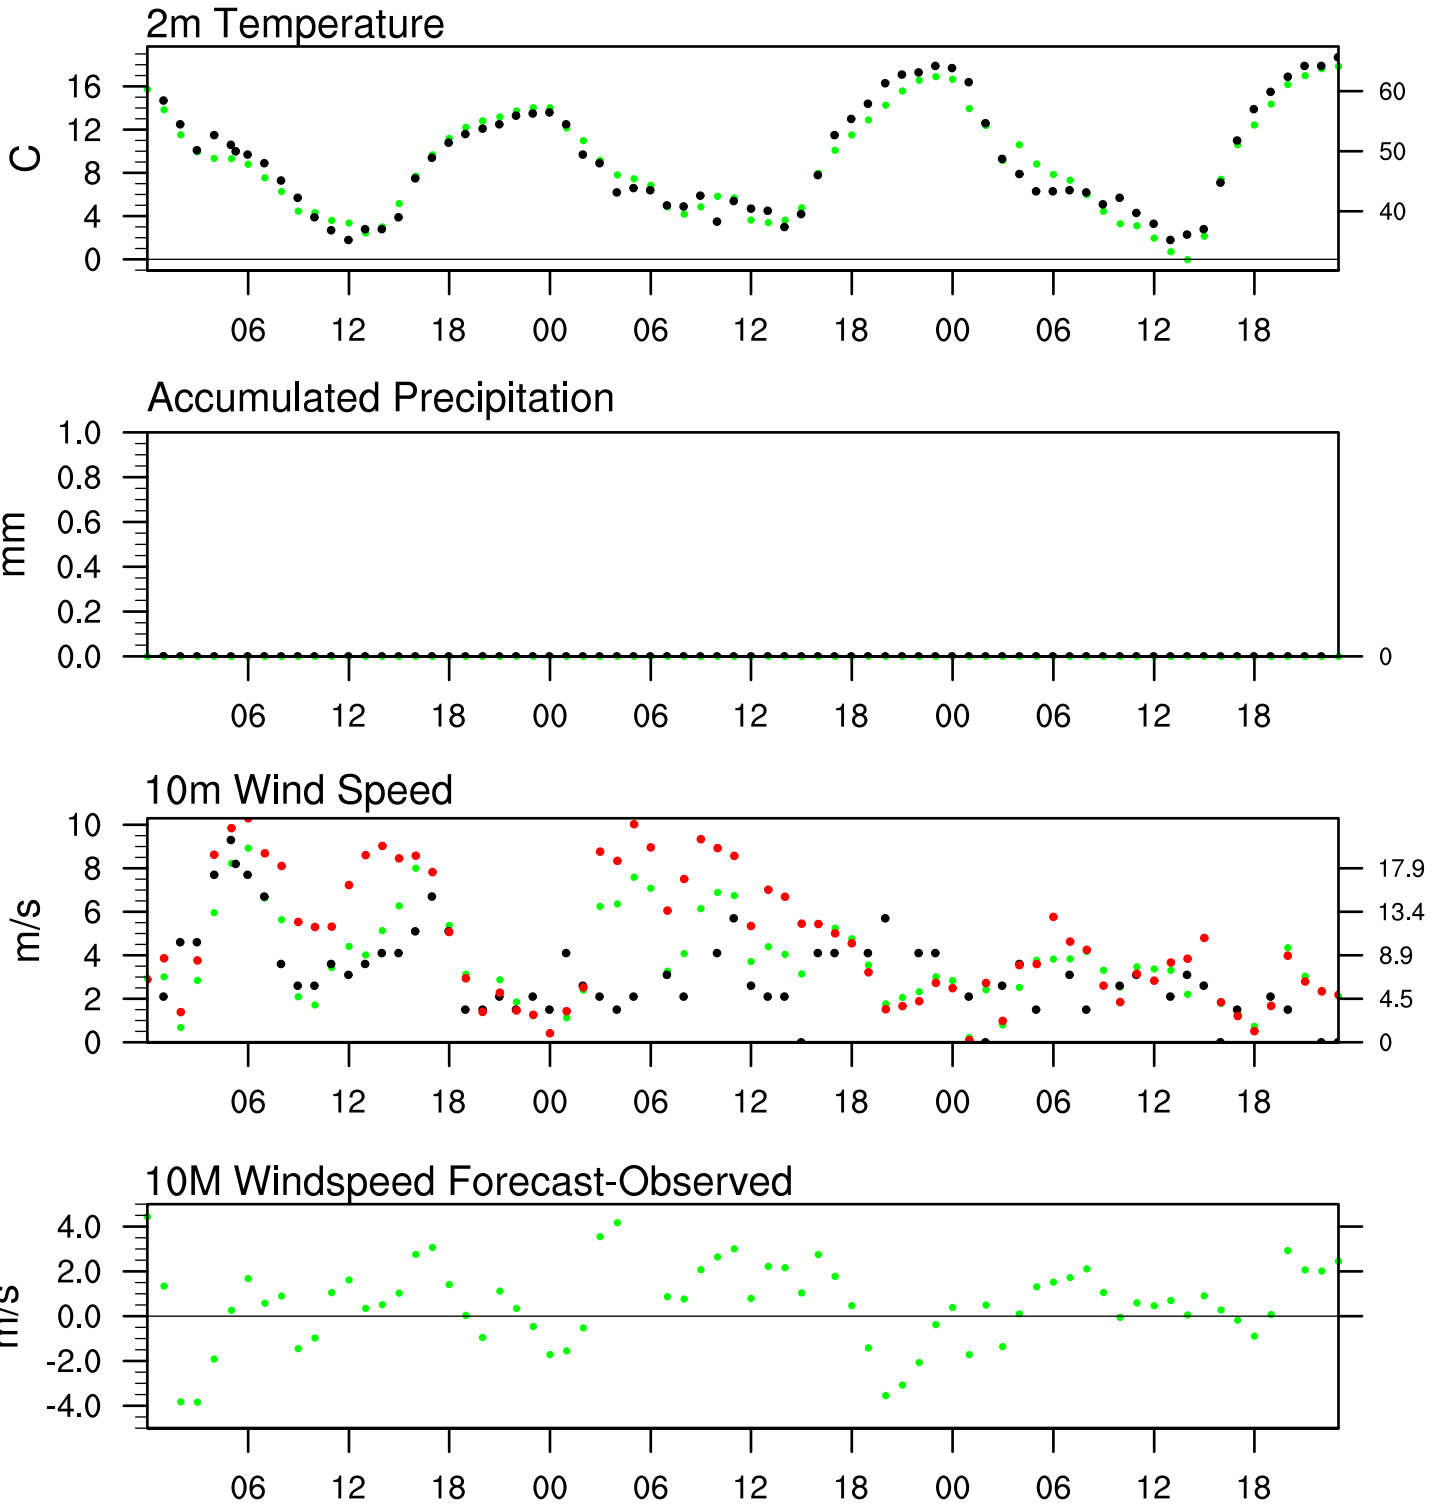 2m Temperature
16
12
8
4
0
C
60
50
40
06 12 18 00 06 12 18 00 06 12 18
Accumulated Precipitation
1.0
0.8
0.6
0.4
0.2
0.0
mm
0
06 12 18 00 06 12 18 00 06 12 18
10m Wind Speed
10
8
6
4
2
0
m/s
17.9
13.4
8.9
4.5
0
06 12 18 00 06 12 18 00 06 12 18
10M Windspeed Forecast-Observed
4.0
2.0
0.0
-2.0
-4.0
m/s
06 12 18 00 06 12 18 00 06 12 18